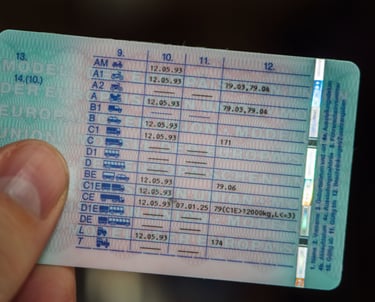 9. 10. 11. 12.
13.
14.(10.)
AM 12.05.93
A1 12.05.93 79.03,79.04
A2
A 12.05.93 79.03,79.04
B1
B 12.05.93
C1 12.05.93 171
C
D1
D
BE 12.05.93 79.06
C1E 12.05.93
CE 12.05.93 07.01.25 79(C1E>12000kg,L<=3)
D1E
DE
L 12.05.93 174
T